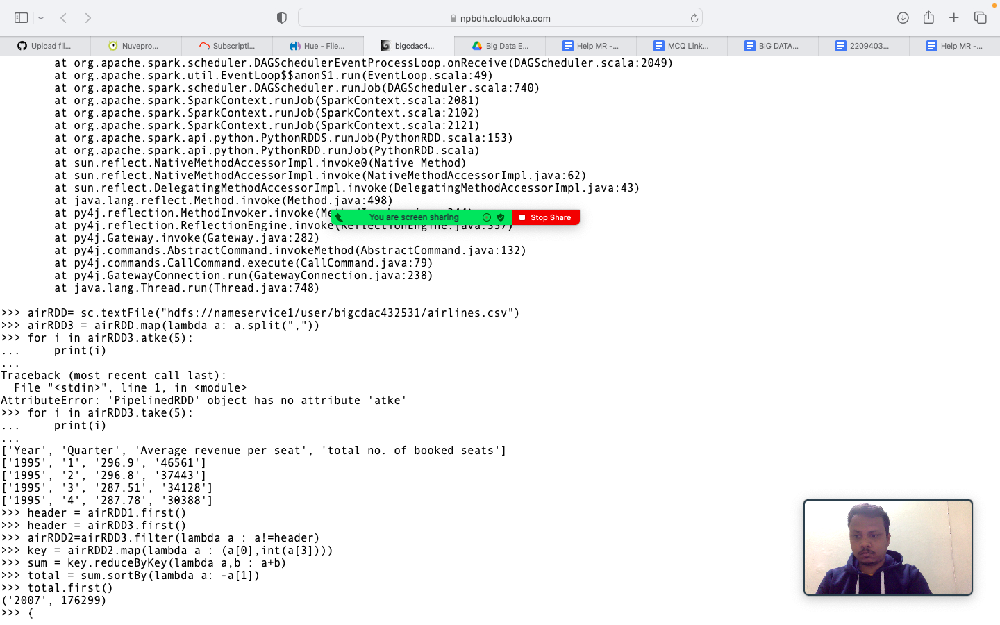 npbdh.cloudloka.com
Upload fil...
Nuvepro...
Subscripti...
Hue - File...
bigcdac4...
Big Data E...
Help MR -...
MCQ Link...
BIG DATA...
2209403...
Help MR -...
at org.apache.spark.scheduler.DAGSchedulerEventProcessLoop.onReceive(DAGScheduler.scala:2049)
at org.apache.spark.util.EventLoop$$anon$1.run(EventLoop.scala:49)
at org.apache.spark.scheduler.DAGScheduler.runJob(DAGScheduler.scala:740)
at org.apache.spark.SparkContext.runJob(SparkContext.scala:2081)
at org.apache.spark.SparkContext.runJob(SparkContext.scala:2102)
at org.apache.spark.SparkContext.runJob(SparkContext.scala:2121)
at org.apache.spark.api.python.PythonRDD$.runJob(PythonRDD.scala:153)
at org.apache.spark.api.python.PythonRDD.runJob(PythonRDD.scala)
at sun.reflect.NativeMethodAccessorImpl.invoke0(Native Method)
at sun.reflect.NativeMethodAccessorImpl.invoke(NativeMethodAccessorImpl.java:62)
at sun.reflect.DelegatingMethodAccessorImpl.invoke(DelegatingMethodAccessorImpl.java:43)
at java.lang.reflect.Method.invoke(Method.java:498)
at py4j.reflection.MethodInvoker.invoke(
You are screen sharing
Stop Share
at py4j.reflection.ReflectionEngine.invoke(ReflectionEngine.java:357)
at py4j.Gateway.invoke(Gateway.java:282)
at py4j.commands.AbstractCommand.invokeMethod(AbstractCommand.java:132)
at py4j.commands.CallCommand.execute(CallCommand.java:79)
at py4j.GatewayConnection.run(GatewayConnection.java:238)
at java.lang.Thread.run(Thread.java:748)
>>> airRDD= sc.textFile("hdfs://nameservice1/user/bigcdac432531/airlines.csv")
>>> airRDD3 = airRDD.map(lambda a: a.split(","))
>>> for i in airRDD3.atke(5):
...     print(i)
...
Traceback (most recent call last):
  File "<stdin>", line 1, in <module>
AttributeError: 'PipelinedRDD' object has no attribute 'atke'
>>> for i in airRDD3.take(5):
...     print(i)
...
['Year', 'Quarter', 'Average revenue per seat', 'total no. of booked seats']
['1995', '1', '296.9', '46561']
['1995', '2', '296.8', '37443']
['1995', '3', '287.51', '34128']
['1995', '4', '287.78', '30388']
>>> header = airRDD1.first()
>>> header = airRDD3.first()
>>> airRDD2=airRDD3.filter(lambda a : a!=header)
>>> key = airRDD2.map(lambda a : (a[0],int(a[3])))
>>> sum = key.reduceByKey(lambda a,b : a+b)
>>> total = sum.sortBy(lambda a: -a[1])
>>> total.first()
('2007', 176299)
>>> {